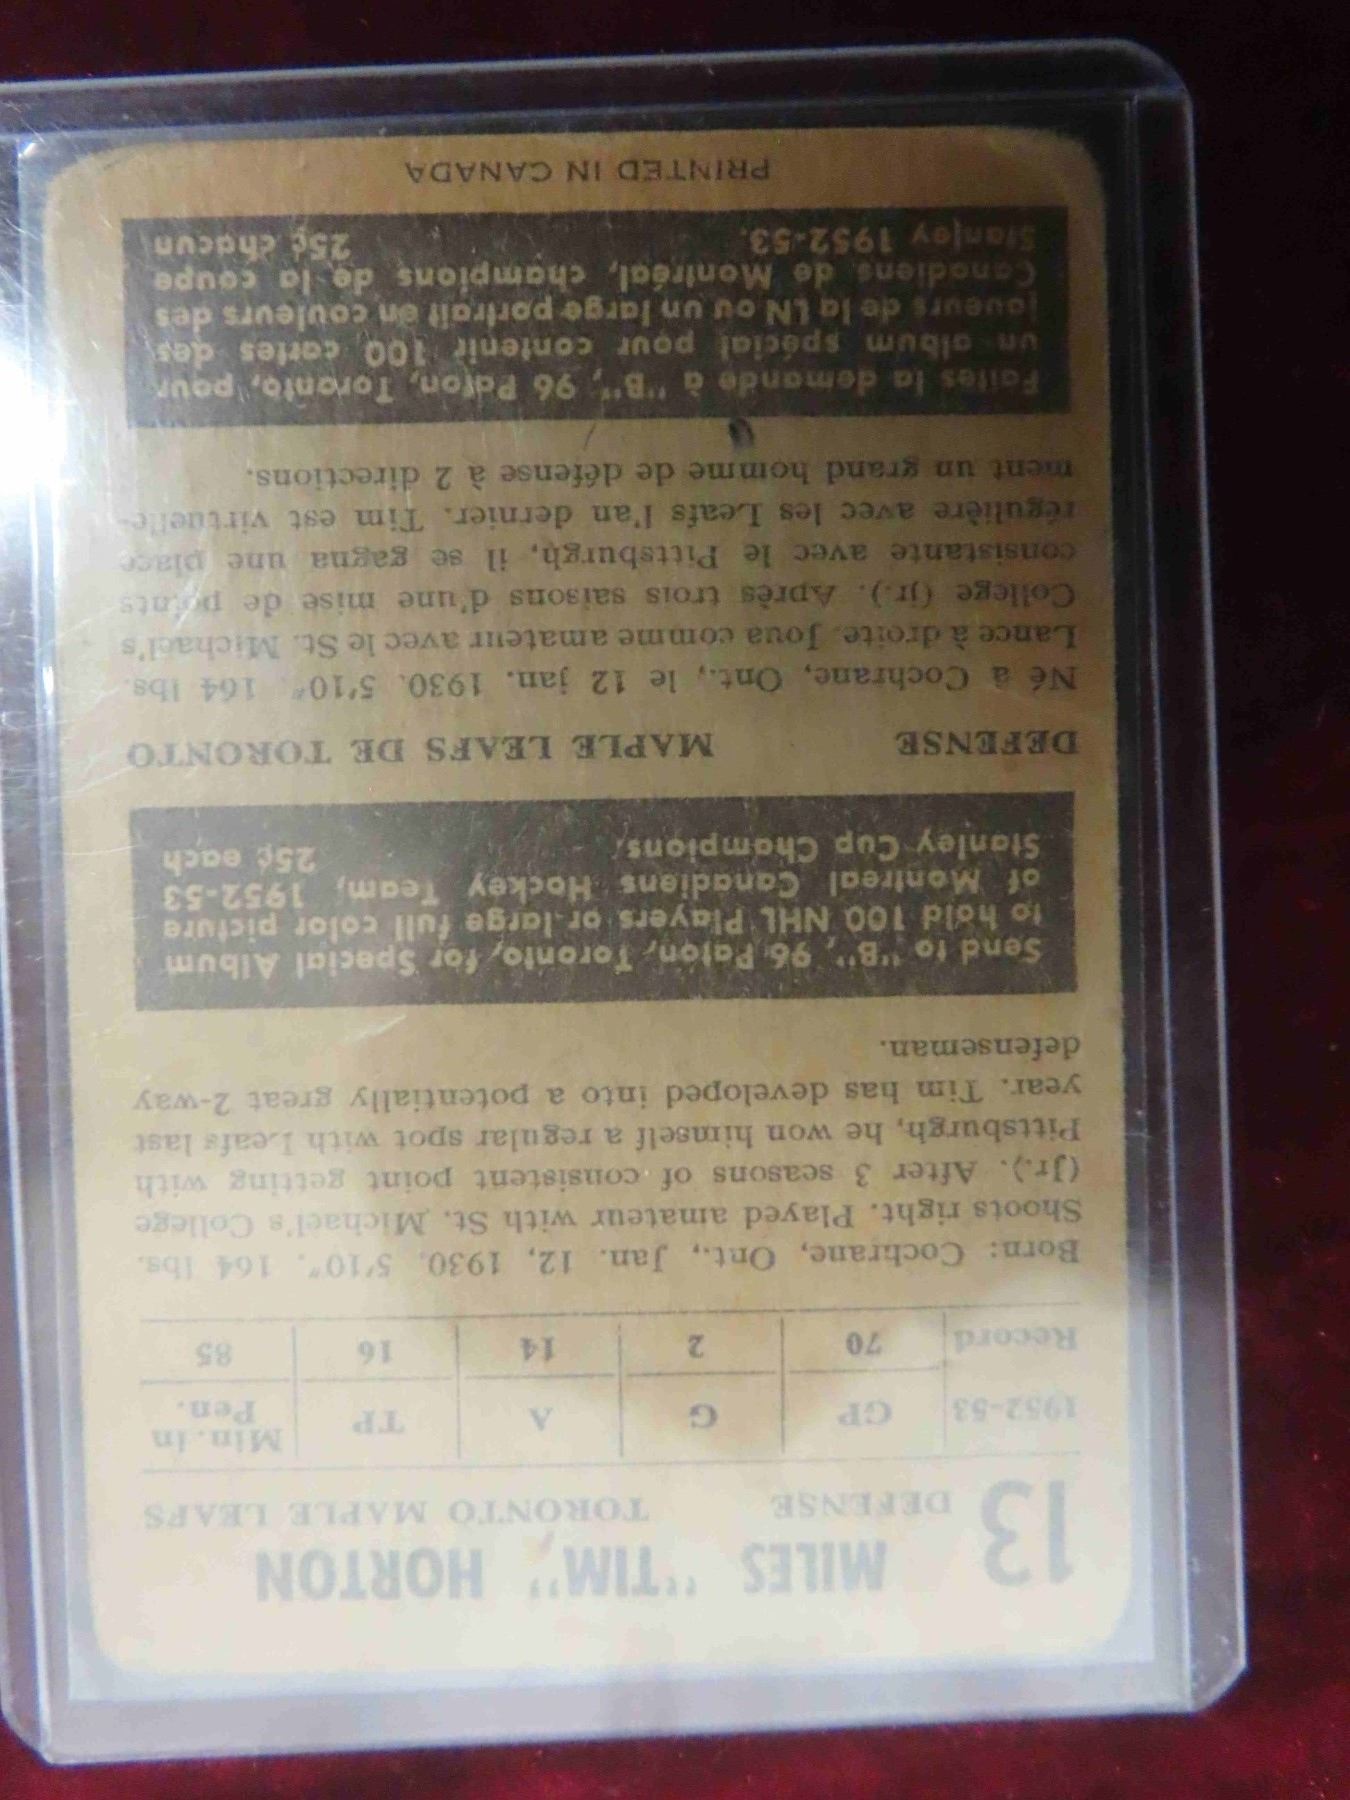 13 MILES "TIM" HORTON
DEFENSE TORONTO MAPLE LEAFS
1952-53 GP G A TP Min. in Pen.
Record 70 2 14 16 85
Born: Cochrane, Ont., Jan. 12, 1930. 5'10". 164 lbs.
Shoots right. Played amateur with St. Michael's College
(Jr.). After 3 seasons of consistent point getting with
Pittsburgh, he won himself a regular spot with Leafs last
year. Tim has developed into a potentially great 2-way
defenseman.
Send to "B", 96 Paton, Toronto, for Special Album
to hold 100 NHL Players or large full color picture
of Montreal Canadiens Hockey Team, 1952-53
Stanley Cup Champions. 25¢ each
DEFENSE MAPLE LEAFS DE TORONTO
Né à Cochrane, Ont., le 12 jan. 1930. 5'10". 164 lbs.
Lance à droite. Joua comme amateur avec le St. Michael's
College (jr.). Après trois saisons d'une mise de points
consistante avec le Pittsburgh, il se gagna une place
régulière avec les Leafs l'an dernier. Tim est virtuelle-
ment un grand homme de défense à 2 directions.
Faites la demande à "B", 96 Paton, Toronto, pour
un album spécial pour contenir 100 cartes des
joueurs de la LN ou un large portrait en couleurs des
Canadiens de Montréal, champions de la coupe
Stanley 1952-53. 25¢ chacun
PRINTED IN CANADA